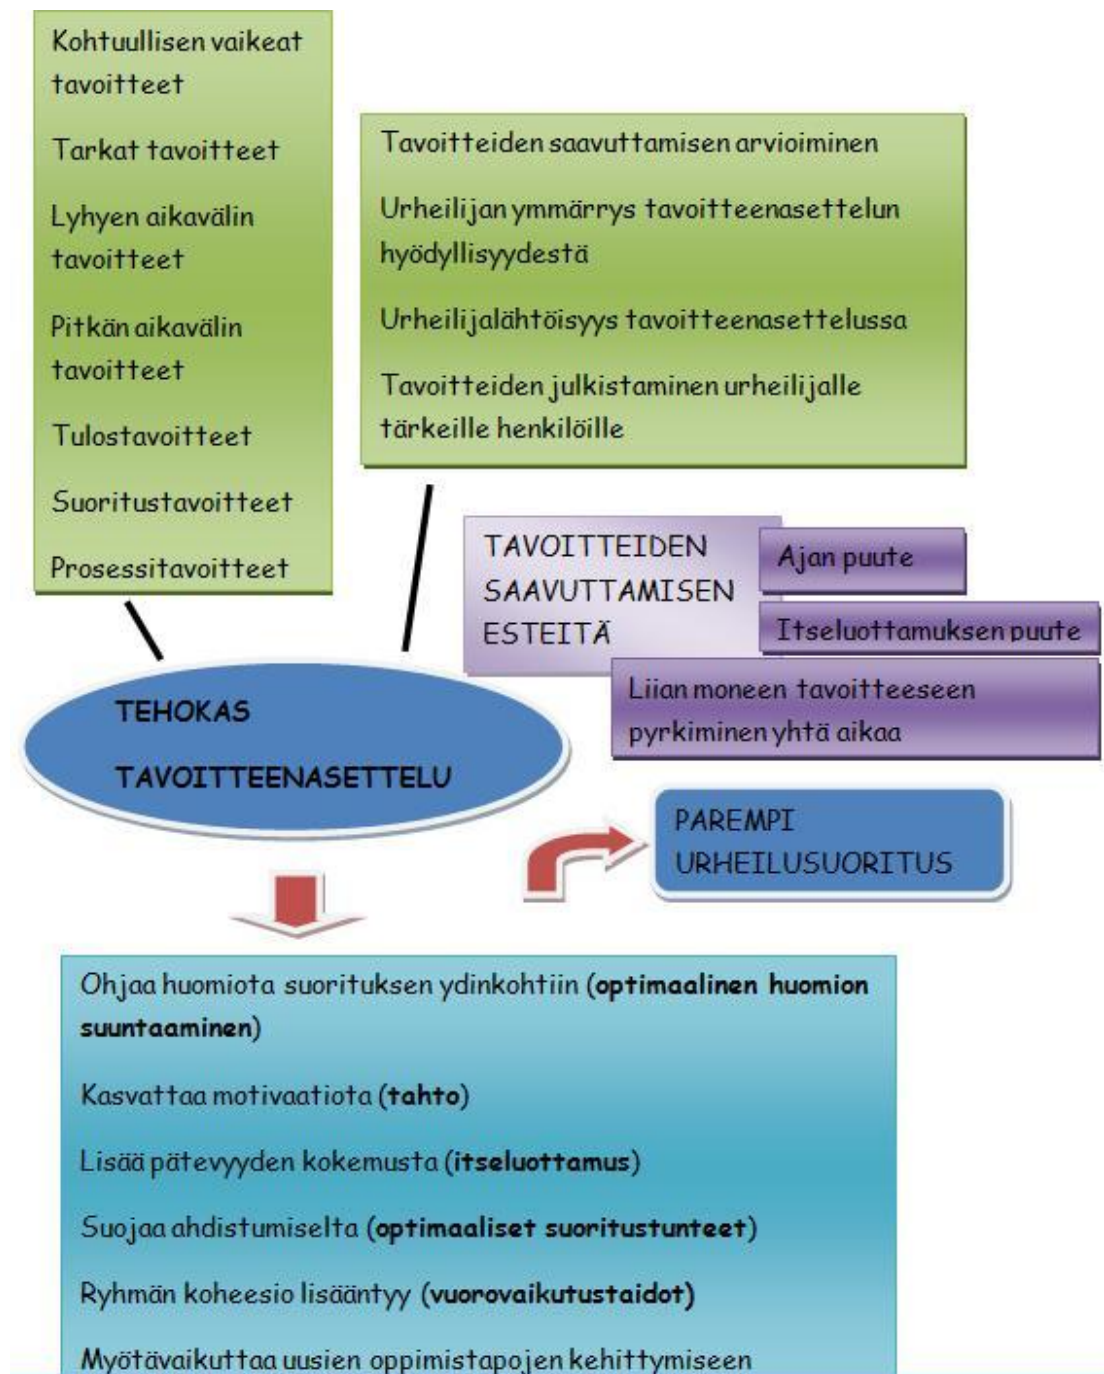 Kohtuullisen vaikeat
tavoitteet
Tarkat tavoitteet
Lyhyen aikavälin
tavoitteet
Pitkän aikavälin
tavoitteet
Tulostavoitteet
Suoritustavoitteet
Prosessitavoitteet
Tavoitteiden saavuttamisen arvioiminen
Urheilijan ymmärrys tavoitteenasettelun
hyödyllisyydestä
Urheilijalähtöisyys tavoitteenasettelussa
Tavoitteiden julkistaminen urheilijalle
tärkeille henkilöille
TAVOITTEIDEN
SAAVUTTAMISEN
ESTEITÄ
Ajan puute
Itseluottamuksen puute
Liian moneen tavoitteeseen
pyrkiminen yhtä aikaa
TEHOKAS
TAVOITTEENASETTELU
PAREMPI
URHEILUSUORITUS
Ohjaa huomiota suorituksen ydinkohtiin (optimaalinen huomion
suuntaaminen)
Kasvattaa motivaatiota (tahto)
Lisää pätevyyden kokemusta (itseluottamus)
Suojaa ahdistumiselta (optimaaliset suoritustunteet)
Ryhmän koheesio lisääntyy (vuorovaikutustaidot)
Myötävaikuttaa uusien oppimistapojen kehittymiseen